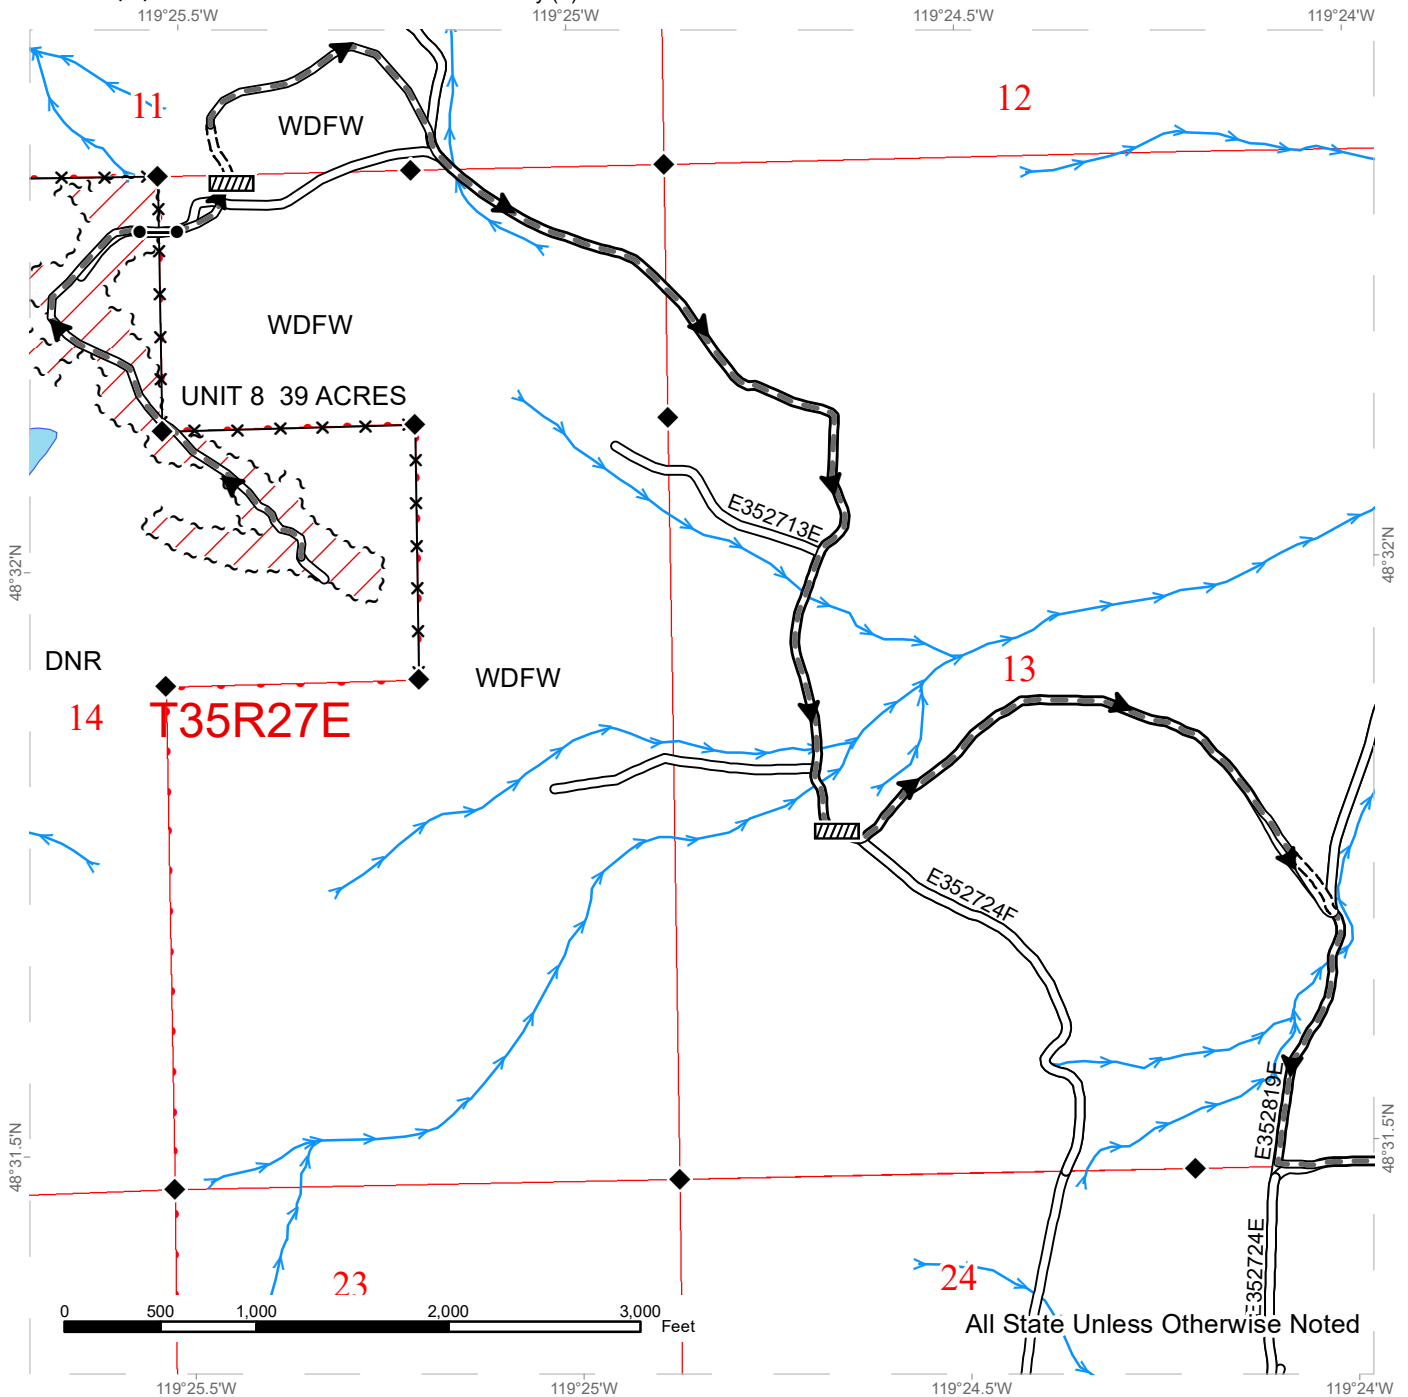 119°25.5'W
119°25'W
119°24.5'W
119°24'W
11
WDFW
12
WDFW
UNIT 8 39 ACRES
E352713E
48°32'N
48°32'N
DNR
WDFW
13
14
T35R27E
E352724F
E352819E
48°31.5'N
48°31.5'N
E352724E
23
24
0
500
1,000
2,000
3,000
Feet
All State Unless Otherwise Noted
119°25.5'W
119°25'W
119°24.5'W
119°24'W